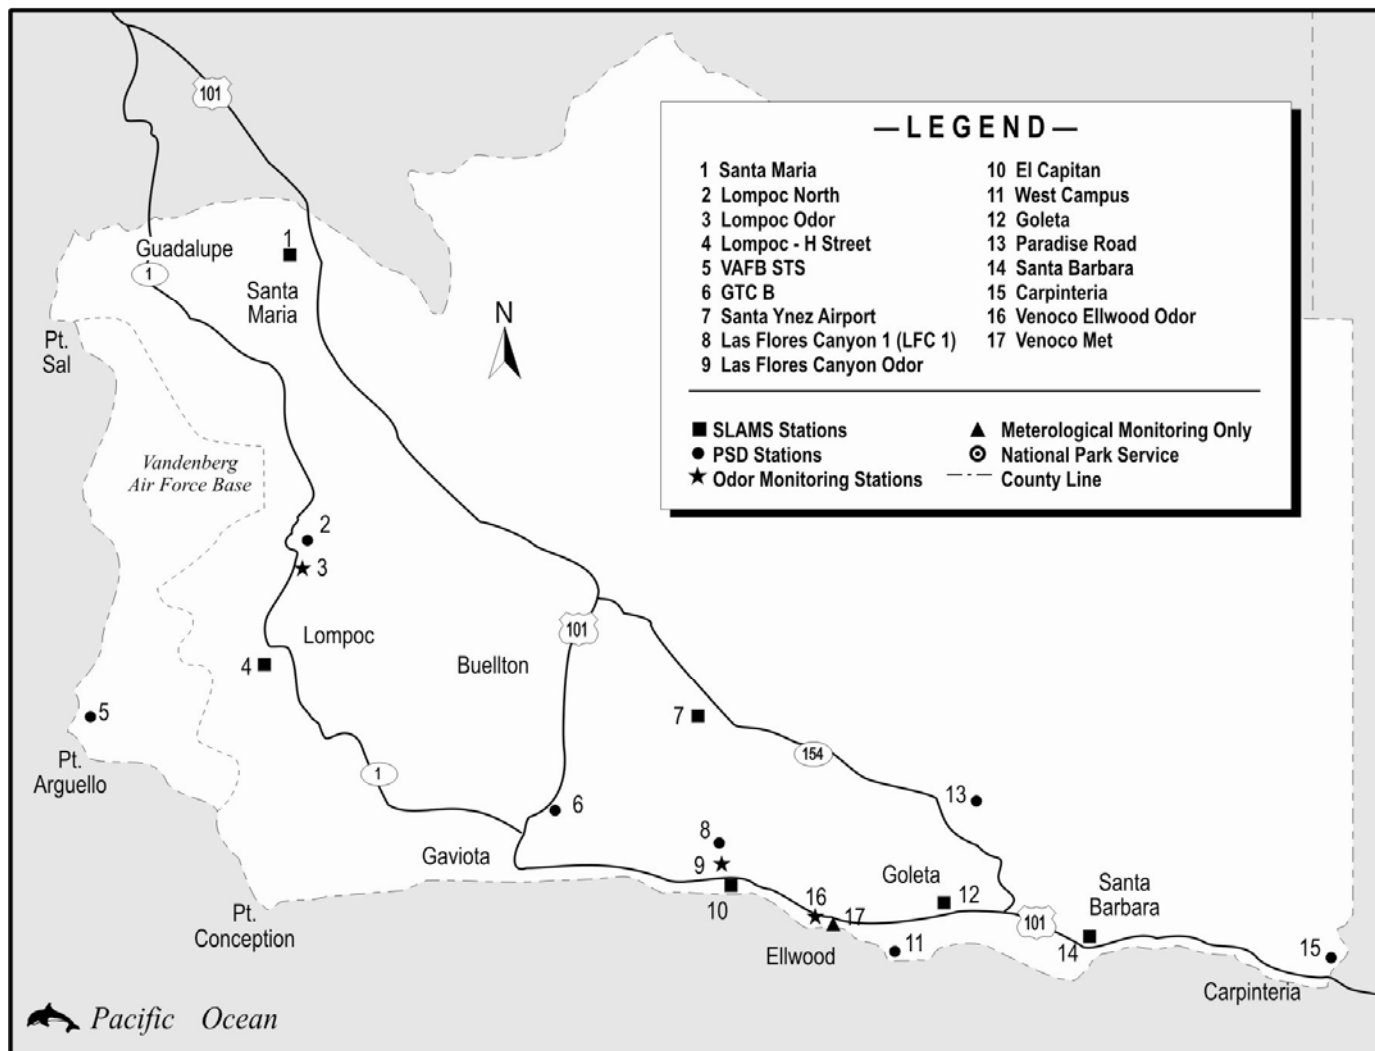 101
— L E G E N D —
1 Santa Maria
2 Lompoc North
3 Lompoc Odor
4 Lompoc - H Street
5 VAFB STS
6 GTC B
7 Santa Ynez Airport
8 Las Flores Canyon 1 (LFC 1)
9 Las Flores Canyon Odor
10 El Capitan
11 West Campus
12 Goleta
13 Paradise Road
14 Santa Barbara
15 Carpinteria
16 Venoco Ellwood Odor
17 Venoco Met
SLAMS Stations
PSD Stations
Odor Monitoring Stations
Meterological Monitoring Only
National Park Service
County Line
Guadalupe
1
1
Santa
Maria
N
Pt.
Sal
Vandenberg
Air Force Base
2
3
Lompoc
101
4
Buellton
5
7
Pt.
Arguello
154
1
6
13
8
Gaviota
9
10
Goleta
12
Santa
Barbara
16
17
Pt.
Conception
101
14
Ellwood
11
15
Carpinteria
Pacific Ocean